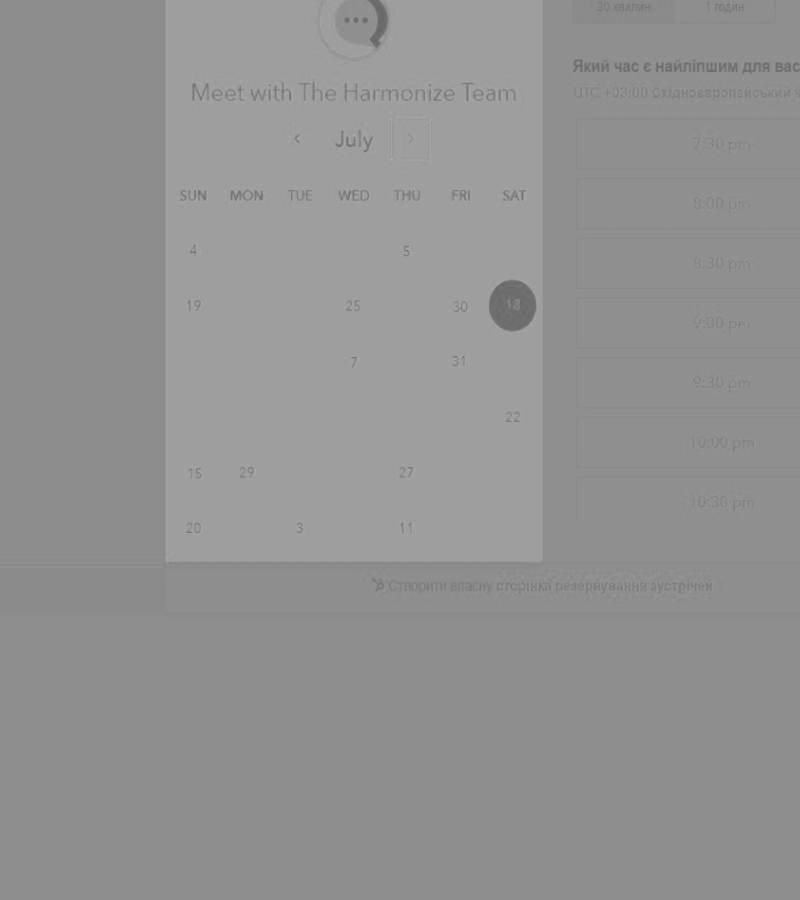 30 хвилин 1 годин
Meet with The Harmonize Team
Який час є найліпшим для вас
July
UTC +03:00 Східноєвропейський ч
SUN MON TUE WED THU FRI SAT
4 5
19 25 30 18
7 31
22
15 29 27
20 3 11
7:30 pm
8:00 pm
8:30 pm
9:00 pm
9:30 pm
10:00 pm
10:30 pm
Створити власну сторінка резервування зустрічей